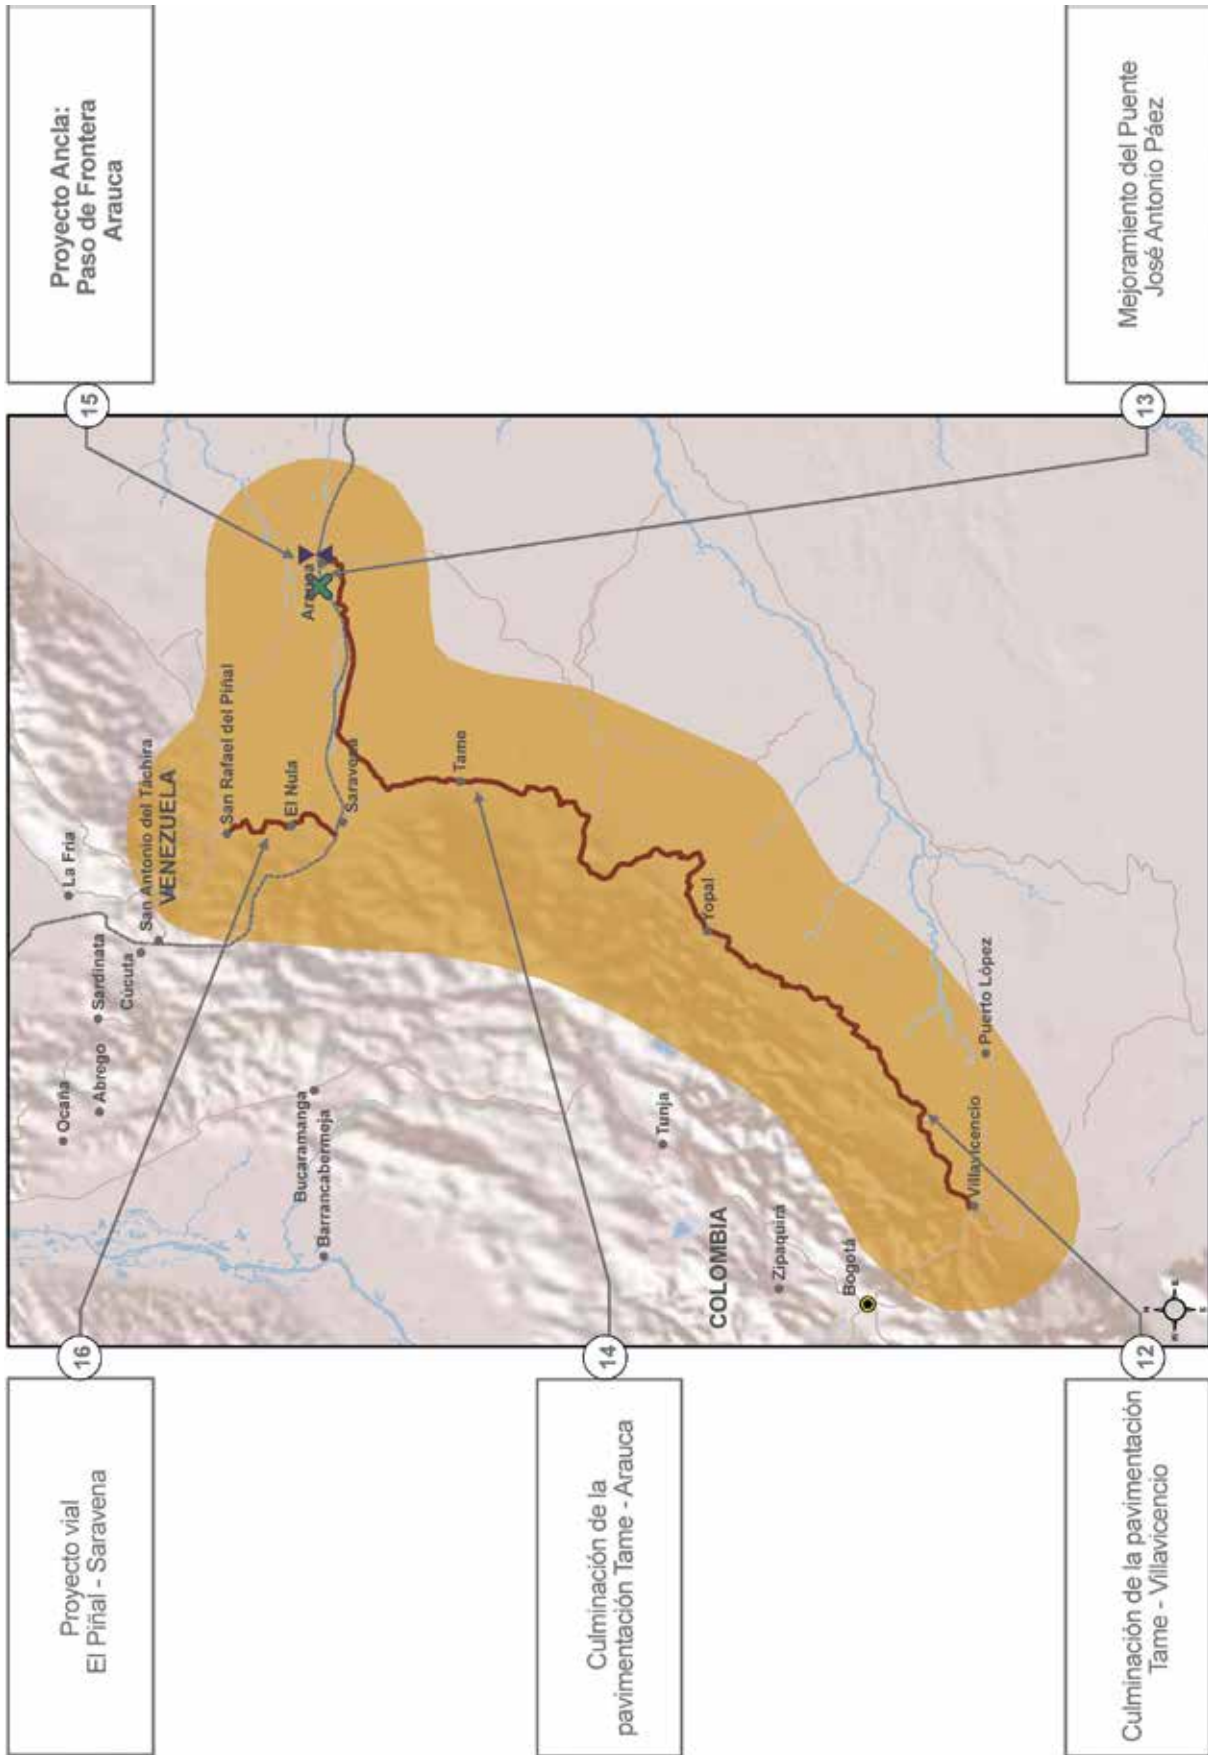 Proyecto vial
El Piñal - Saravena
16
Culminación de la
pavimentación Tame - Arauca
14
Culminación de la pavimentación
Tame - Villavicencio
12
Proyecto Ancla:
Paso de Frontera
Arauca
15
Mejoramiento del Puente
José Antonio Páez
13
Ocaña
Abrego
Sardinata
La Fría
Cucuta
San Antonio del Táchira
VENEZUELA
San Rafael del Piñal
El Nula
Saravena
Arauca
Bucaramanga
Barrancabermeja
Tame
Tunja
Yopal
COLOMBIA
Zipaquirá
Bogotá
Villavicencio
Puerto López